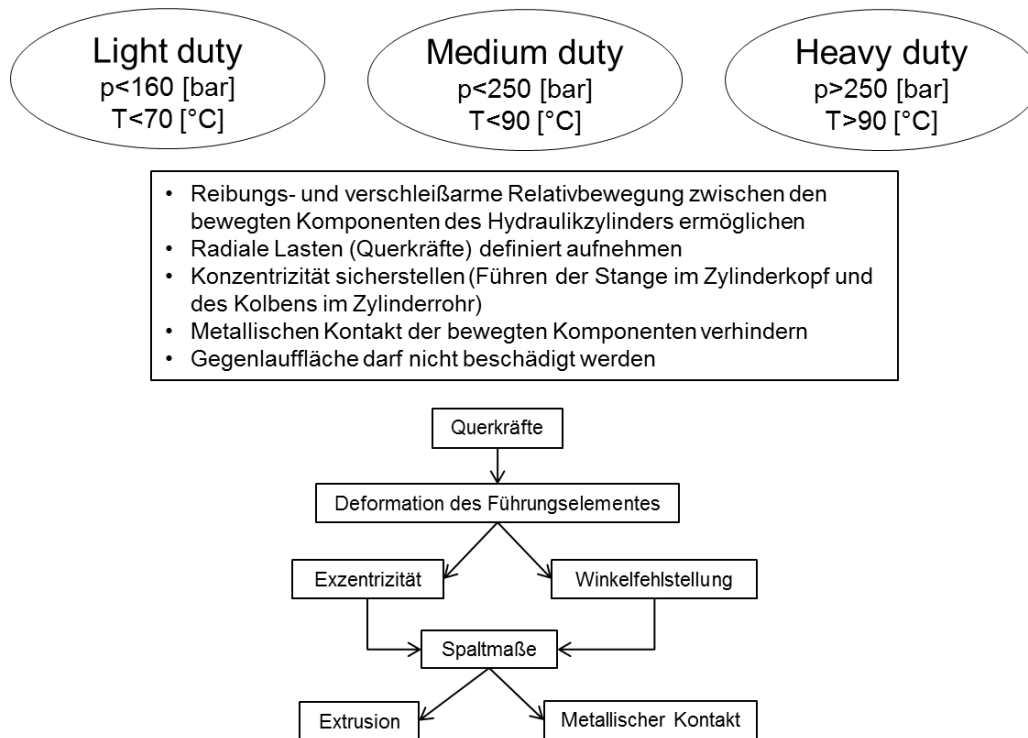 Light duty
p<160 [bar]
T<70 [°C]
Medium duty
p<250 [bar]
T<90 [°C]
Heavy duty
p>250 [bar]
T>90 [°C]
• Reibungs- und verschleißarme Relativbewegung zwischen den
bewegten Komponenten des Hydraulikzylinders ermöglichen
• Radiale Lasten (Querkräfte) definiert aufnehmen
• Konzentrizität sicherstellen (Führen der Stange im Zylinderkopf und
des Kolbens im Zylinderrohr)
• Metallischen Kontakt der bewegten Komponenten verhindern
• Gegenlauffläche darf nicht beschädigt werden
Querkräfte
Deformation des Führungselementes
Exzentrizität
Winkelfehlstellung
Spaltmaße
Extrusion
Metallischer Kontakt